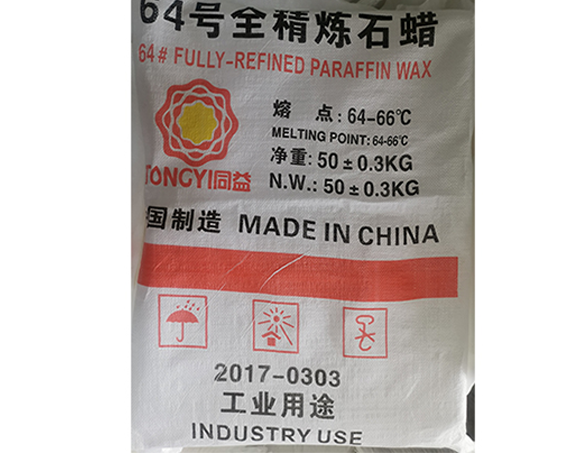 64号全精炼石蜡
64# FULLY-REFINED PARAFFIN WAX
熔 点: 64-66℃
MELTING POINT: 64-66℃
净重: 50±0.3KG
N.W.: 50±0.3KG
TONGYI同益
国制造 MADE IN CHINA
2017-0303
工业用途
INDUSTRY USE